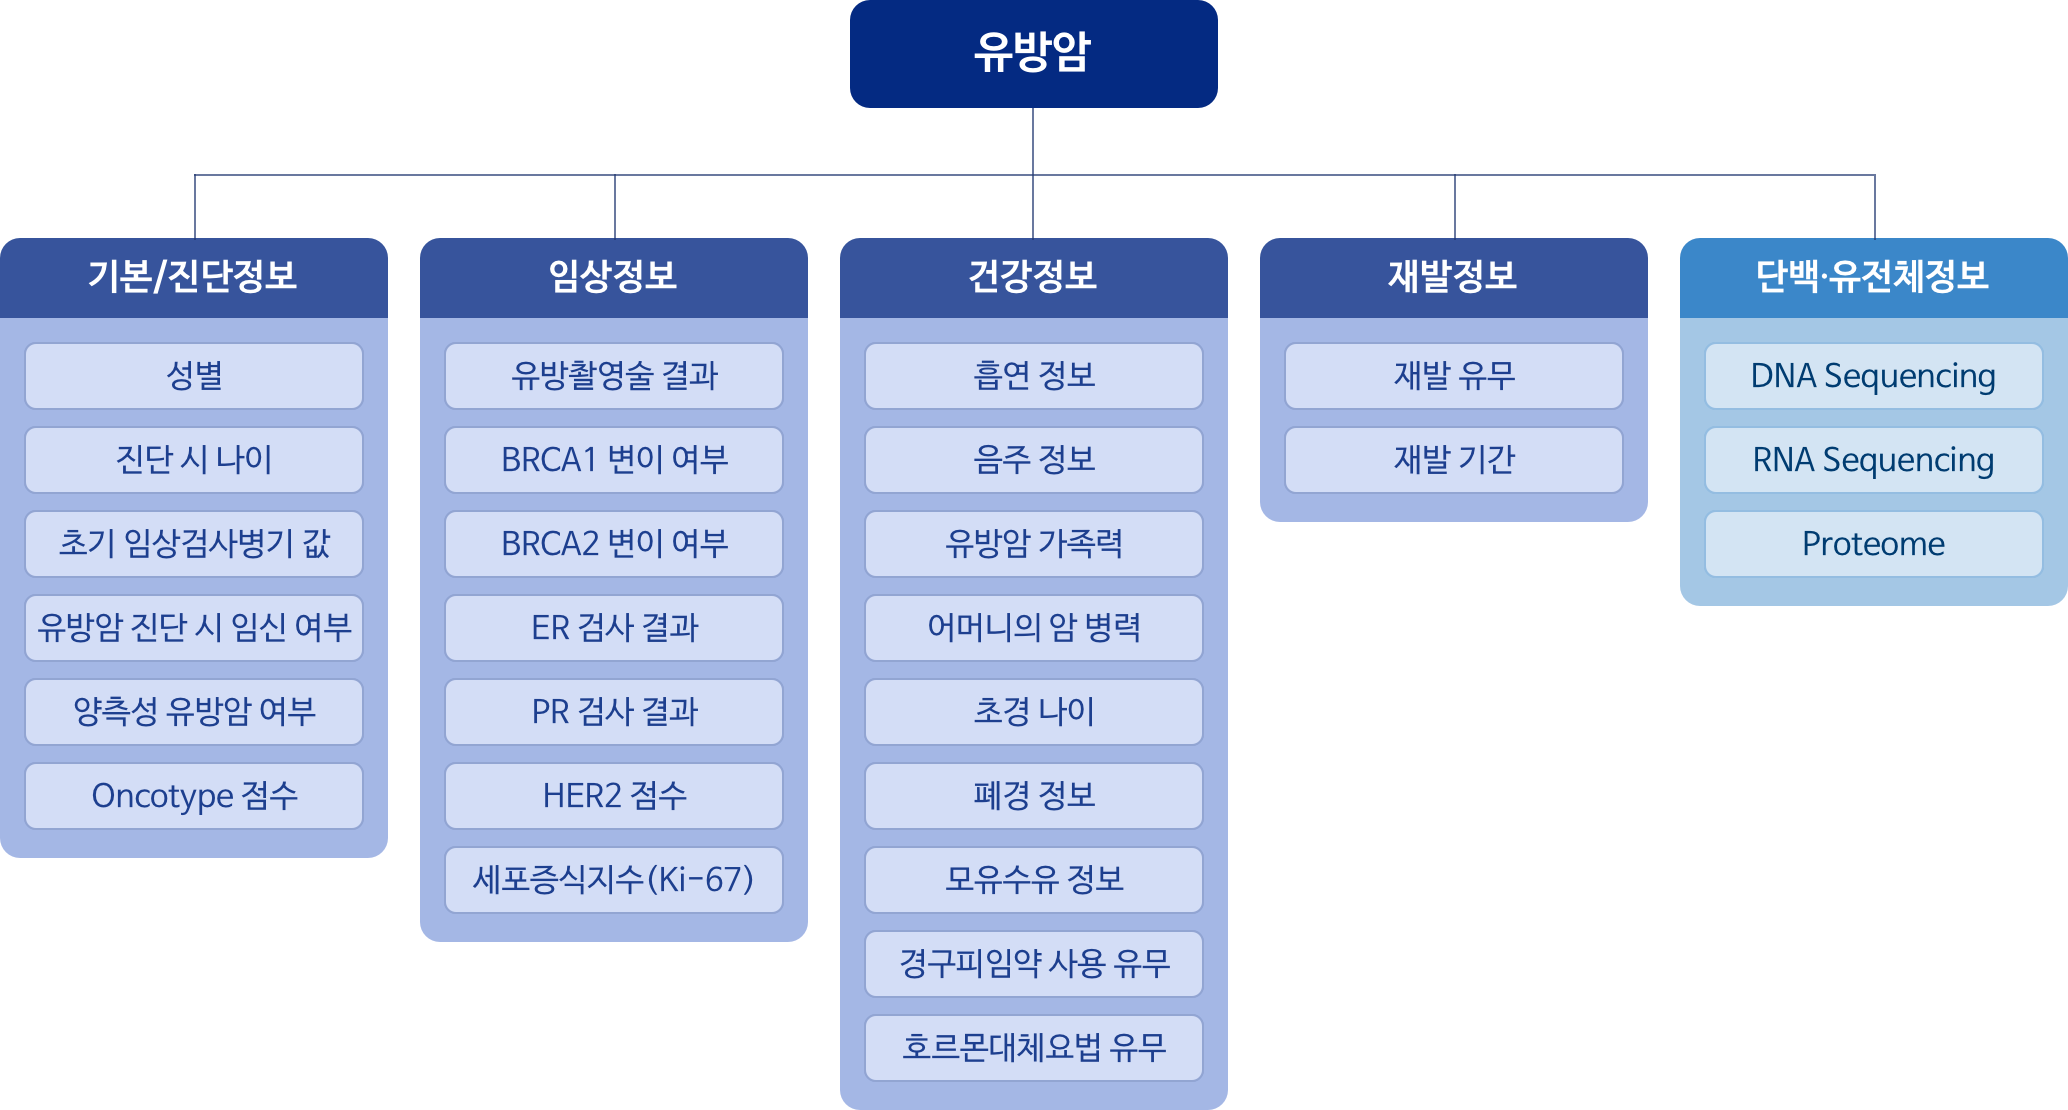 유방암
기본/진단정보
성별
진단 시 나이
초기 임상검사병기 값
유방암 진단 시 임신 여부
양측성 유방암 여부
Oncotype 점수
임상정보
유방촬영술 결과
BRCA1 변이 여부
BRCA2 변이 여부
ER 검사 결과
PR 검사 결과
HER2 점수
세포증식지수(Ki-67)
건강정보
흡연 정보
음주 정보
유방암 가족력
어머니의 암 병력
초경 나이
폐경 정보
모유수유 정보
경구피임약 사용 유무
호르몬대체요법 유무
재발정보
재발 유무
재발 기간
단백·유전체정보
DNA Sequencing
RNA Sequencing
Proteome